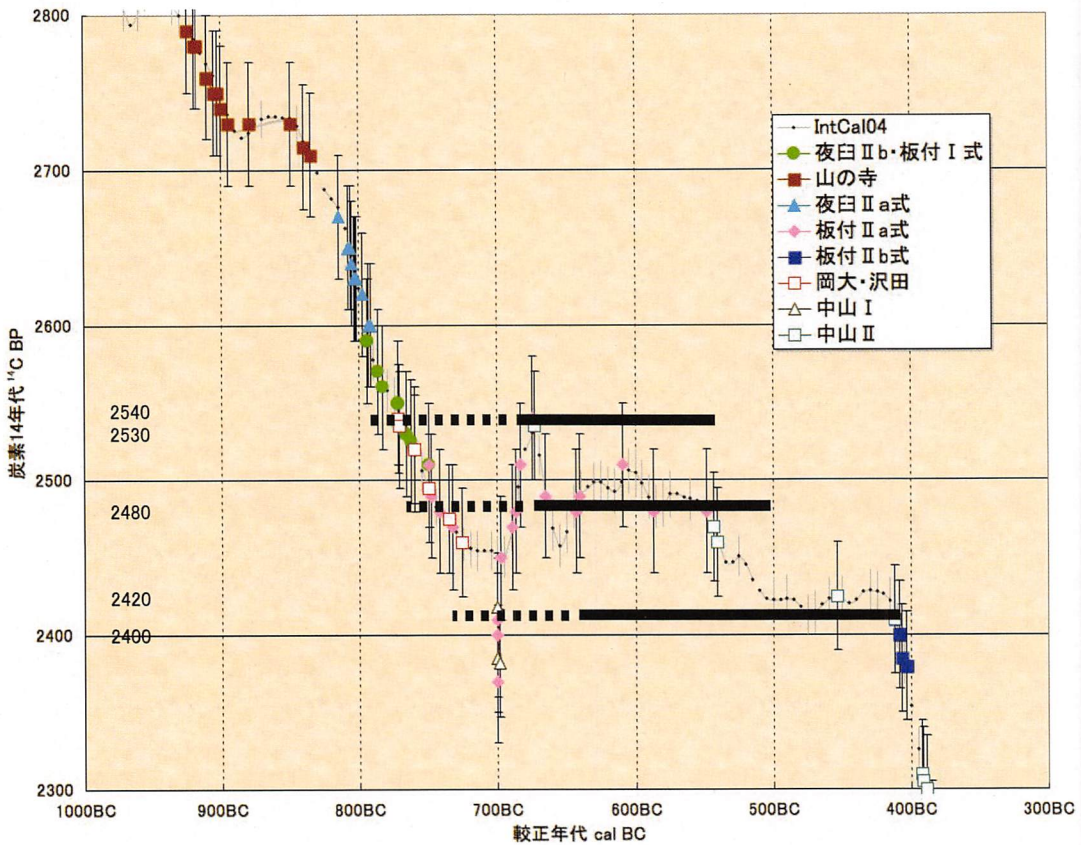 2800
2700
2600
2540
2530
2500
2480
2420
2400
2300
炭素14年代 ¹⁴C BP
IntCal04
夜臼Ⅱb・板付Ⅰ式
山の寺
夜臼Ⅱa式
板付Ⅱa式
板付Ⅱb式
岡大・沢田
中山Ⅰ
中山Ⅱ
1000BC 900BC 800BC 700BC 600BC 500BC 400BC 300BC
較正年代 cal BC